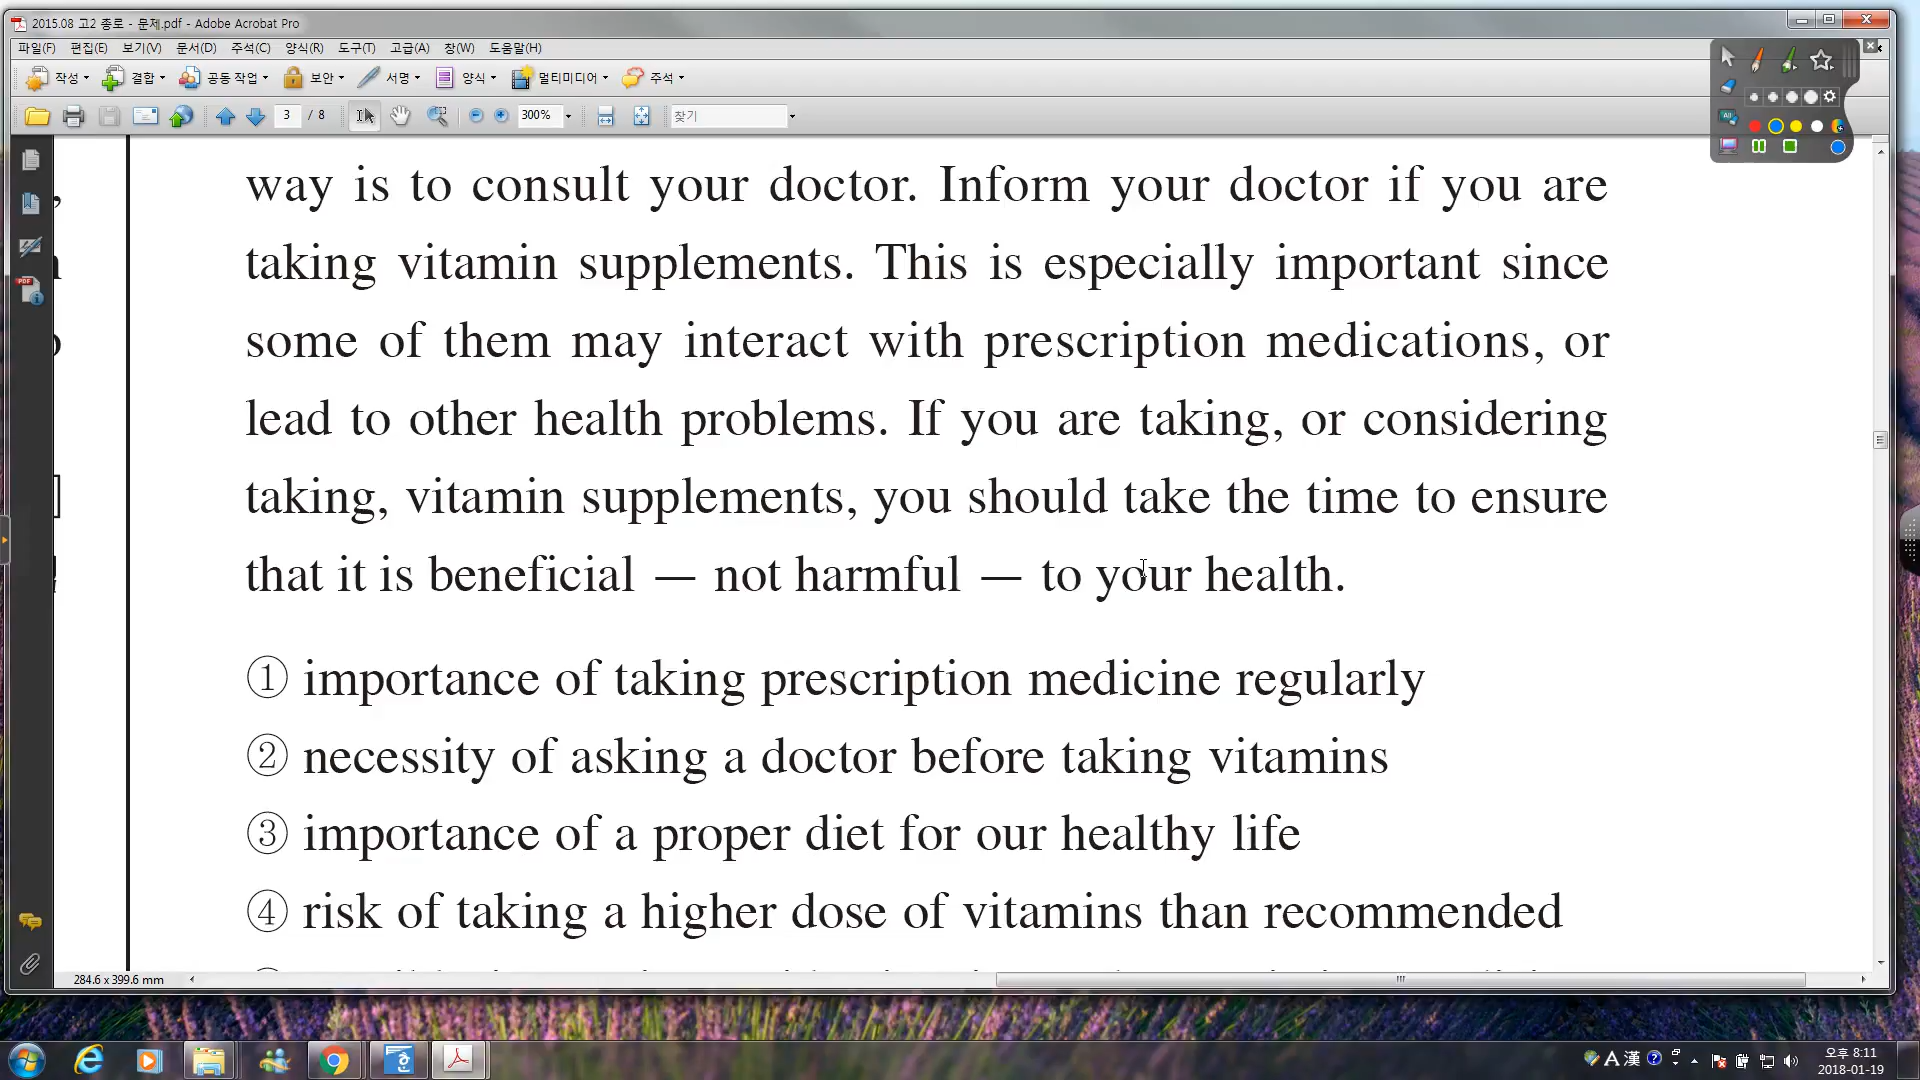 2015.08 고2 종로 - 문제.pdf - Adobe Acrobat Pro
파일(F) 편집(E) 보기(V) 문서(D) 주석(C) 양식(R) 도구(T) 고급(A) 창(W) 도움말(H)
작성 결합 공동 작업 보안 서명 양식 멀티미디어 주석
3 / 8 300% 찾기
way is to consult your doctor. Inform your doctor if you are
taking vitamin supplements. This is especially important since
some of them may interact with prescription medications, or
lead to other health problems. If you are taking, or considering
taking, vitamin supplements, you should take the time to ensure
that it is beneficial — not harmful — to your health.
① importance of taking prescription medicine regularly
② necessity of asking a doctor before taking vitamins
③ importance of a proper diet for our healthy life
④ risk of taking a higher dose of vitamins than recommended
284.6 x 399.6 mm
A 漢
오후 8:11
2018-01-19